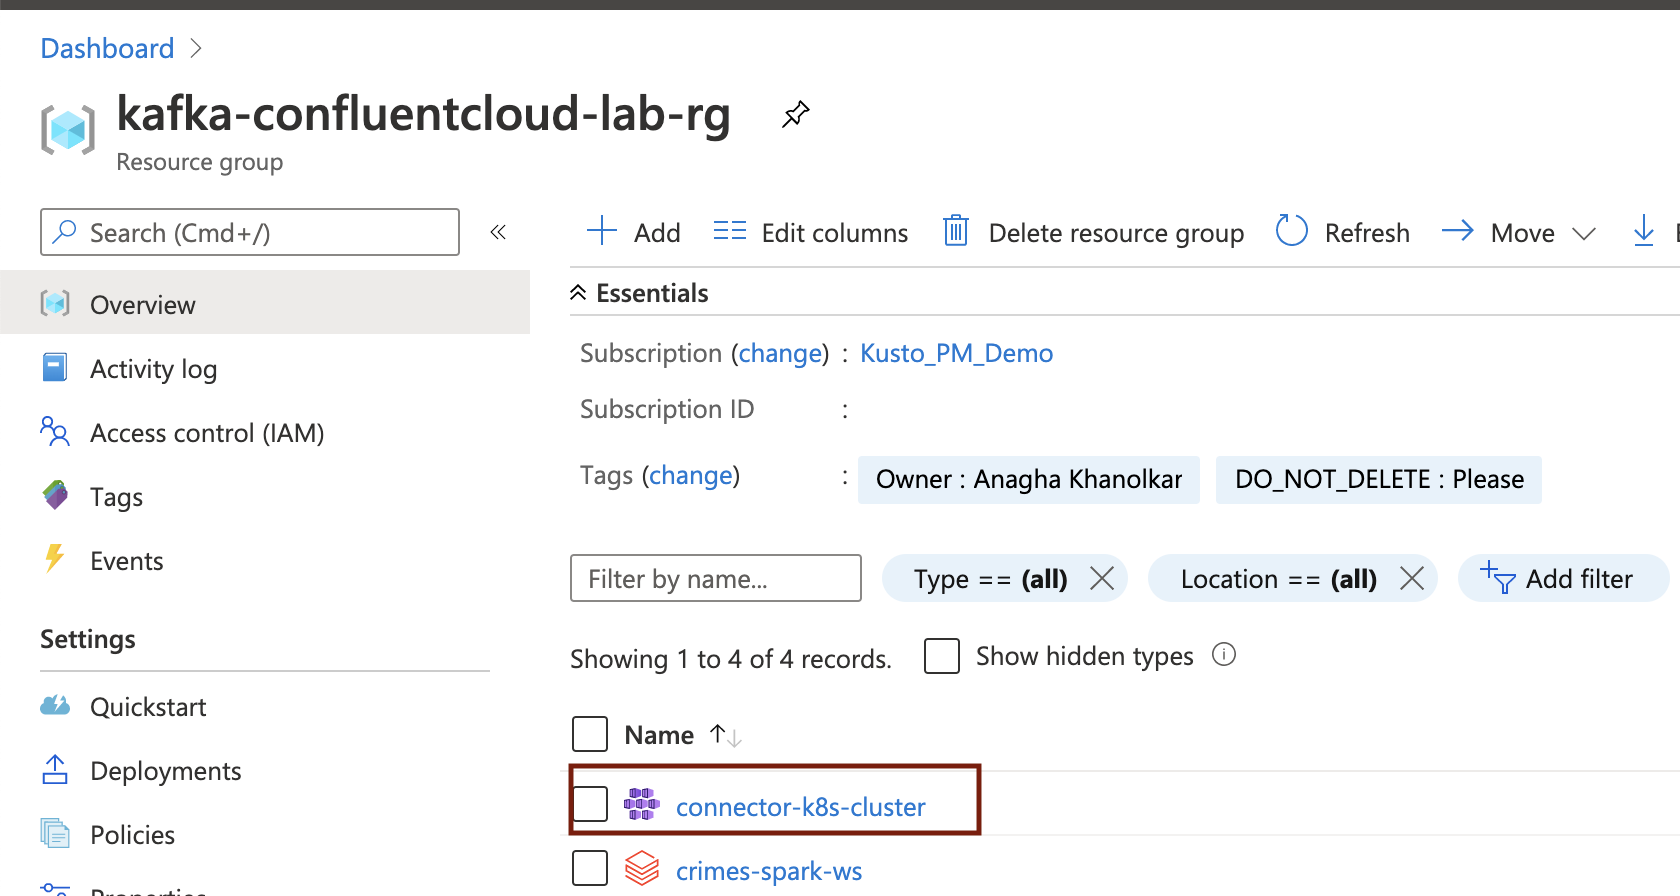 Dashboard
kafka-confluentcloud-lab-rg
Resource group
Search (Cmd+/)
Overview
Activity log
Access control (IAM)
Tags
Events
Settings
Quickstart
Deployments
Policies
Properties
Add
Edit columns
Delete resource group
Refresh
Move
Essentials
Subscription (change) : Kusto_PM_Demo
Subscription ID :
Tags (change) : Owner : Anagha Khanolkar DO_NOT_DELETE : Please
Filter by name...
Type == (all)
Location == (all)
Add filter
Showing 1 to 4 of 4 records.
Show hidden types
Name
connector-k8s-cluster
crimes-spark-ws